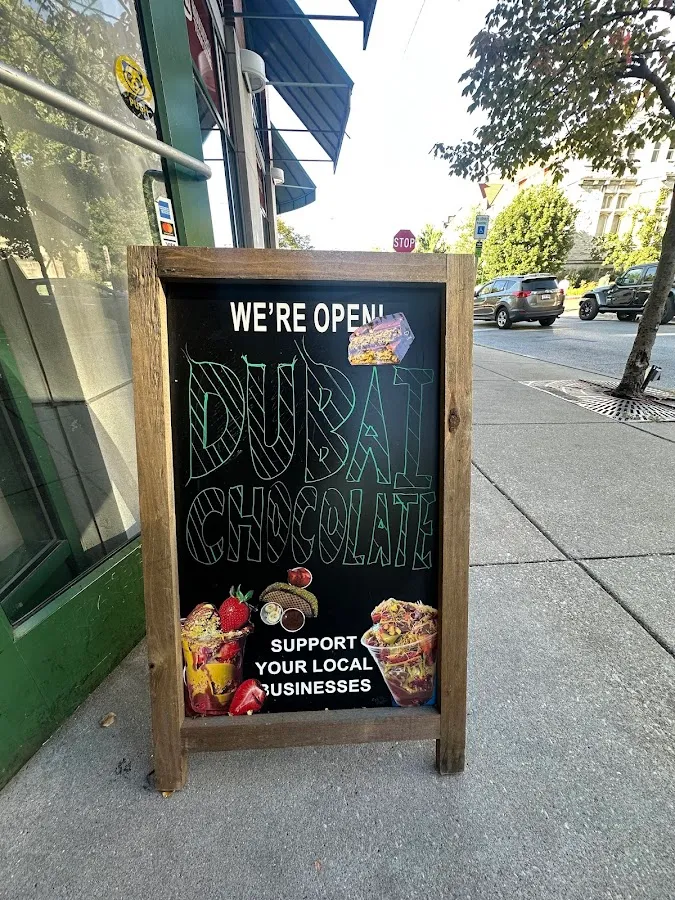 WE'RE OPEN!
DUBAI
CHOCOLATE
SUPPORT
YOUR LOCAL
BUSINESSES
STOP